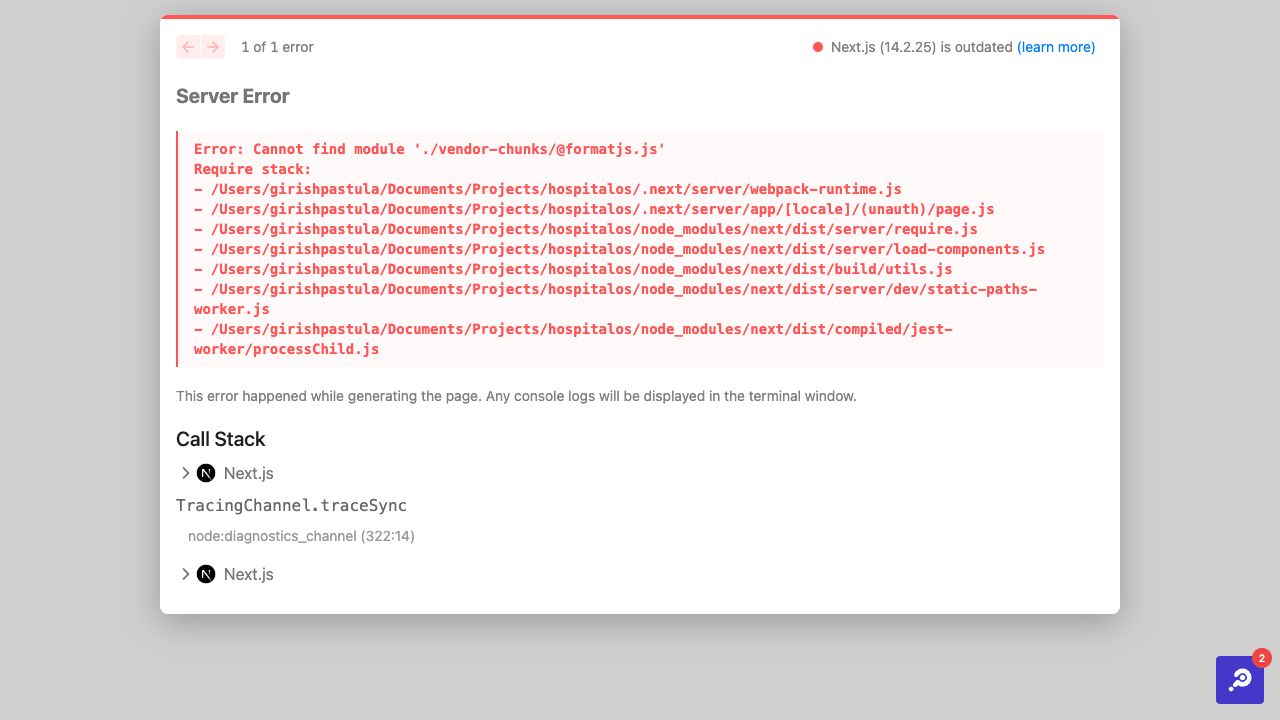 1 of 1 error
Next.js (14.2.25) is outdated (learn more)
Server Error
Error: Cannot find module './vendor-chunks/@formatjs.js'
Require stack:
- /Users/girishpastula/Documents/Projects/hospitalos/.next/server/webpack-runtime.js
- /Users/girishpastula/Documents/Projects/hospitalos/.next/server/app/[locale]/(unauth)/page.js
- /Users/girishpastula/Documents/Projects/hospitalos/node_modules/next/dist/server/require.js
- /Users/girishpastula/Documents/Projects/hospitalos/node_modules/next/dist/server/load-components.js
- /Users/girishpastula/Documents/Projects/hospitalos/node_modules/next/dist/build/utils.js
- /Users/girishpastula/Documents/Projects/hospitalos/node_modules/next/dist/server/dev/static-paths-
worker.js
- /Users/girishpastula/Documents/Projects/hospitalos/node_modules/next/dist/compiled/jest-
worker/processChild.js
This error happened while generating the page. Any console logs will be displayed in the terminal window.
Call Stack
Next.js
TracingChannel.traceSync
node:diagnostics_channel (322:14)
Next.js
2